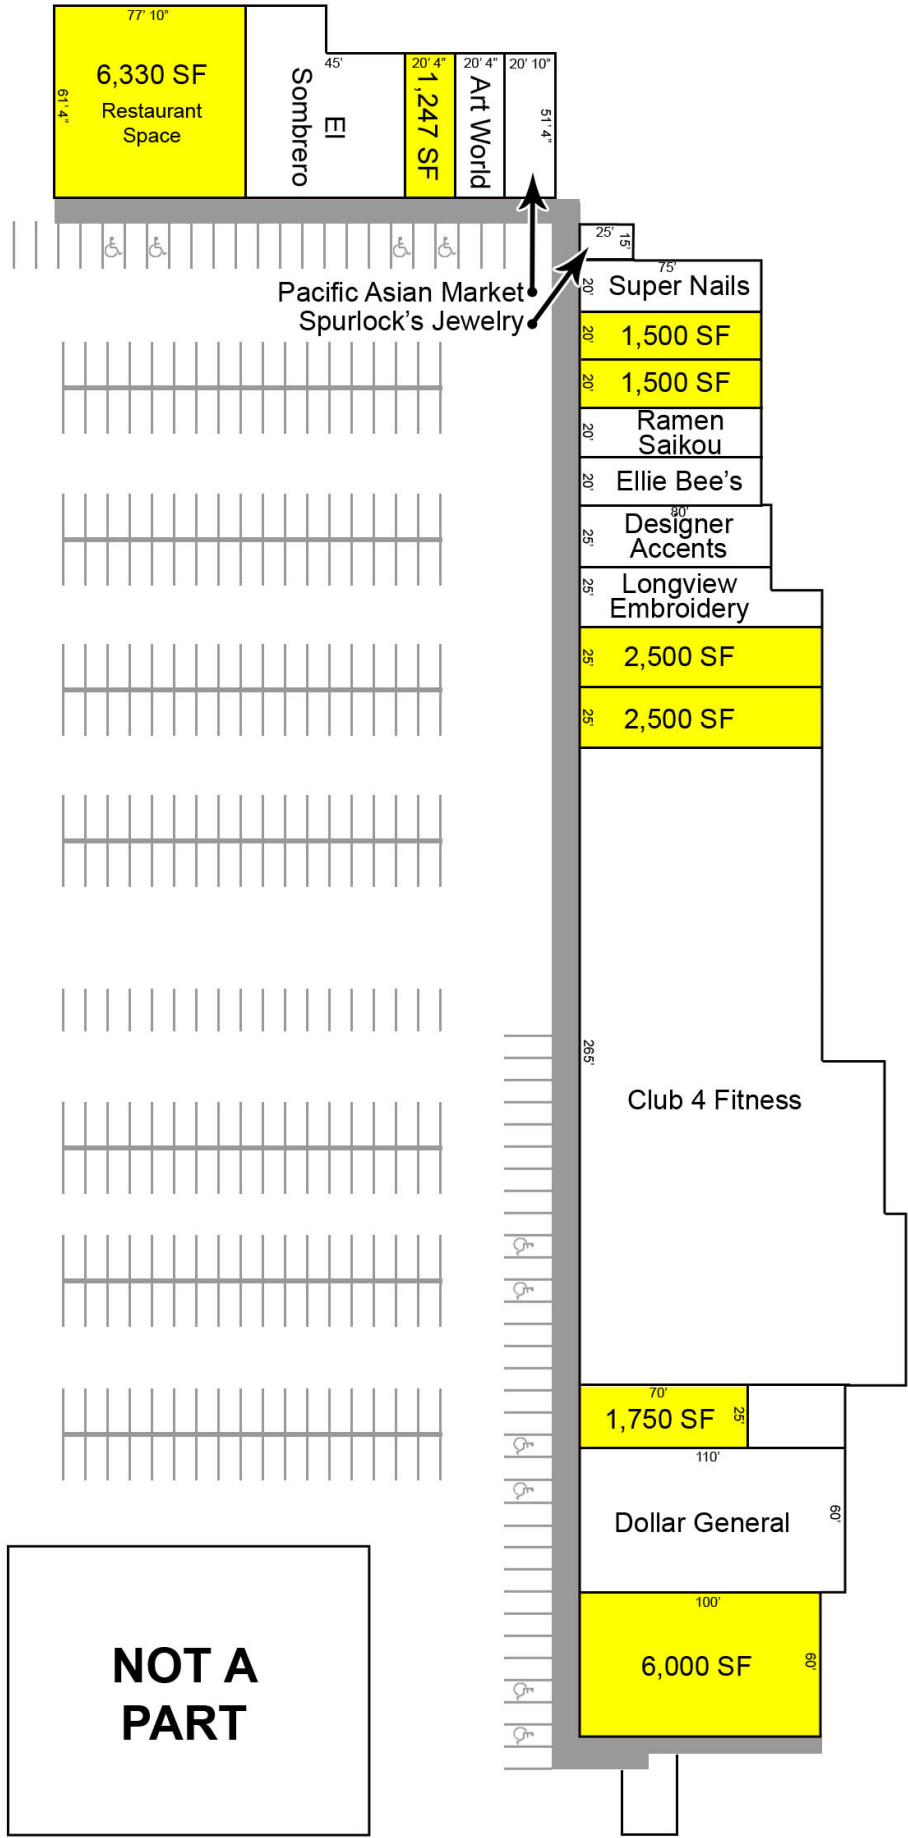 77' 10"
6,330 SF
Restaurant
Space
61' 4"
El
Sombrero
45'
20' 4"
1,247 SF
20' 4"
Art World
20' 10"
51' 4"
Pacific Asian Market
Spurlock's Jewelry
25'
15'
75'
20'
Super Nails
20'
1,500 SF
20'
1,500 SF
20'
Ramen
Saikou
20'
Ellie Bee's
80'
25'
Designer
Accents
25'
Longview
Embroidery
25'
2,500 SF
25'
2,500 SF
265'
Club 4 Fitness
70'
1,750 SF
25'
110'
Dollar General
60'
100'
6,000 SF
60'
NOT A
PART